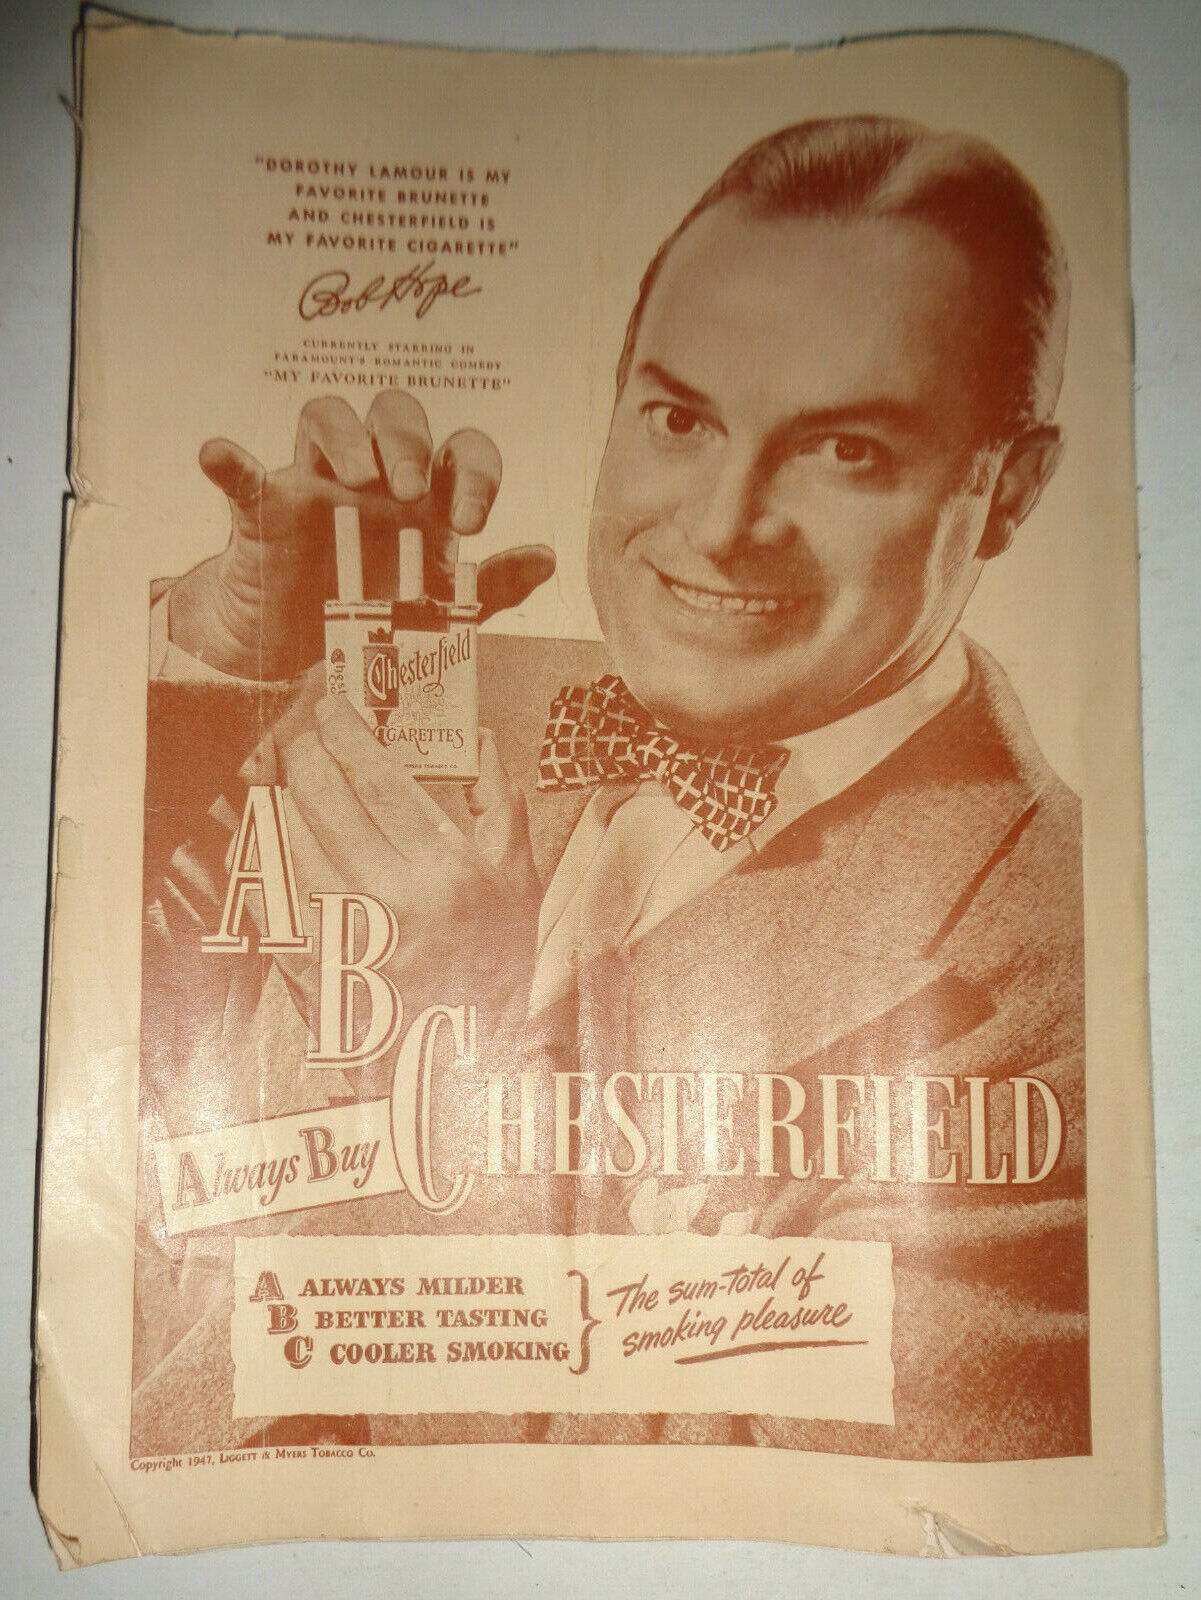 "DOROTHY LAMOUR IS MY
FAVORITE BRUNETTE
AND CHESTERFIELD IS
MY FAVORITE CIGARETTE"
Bob Hope
CURRENTLY STARRING IN
PARAMOUNT'S ROMANTIC COMEDY
"MY FAVORITE BRUNETTE"
Chesterfield
CIGARETTES
A
B
CHESTERFIELD
Always Buy
A ALWAYS MILDER
B BETTER TASTING
C COOLER SMOKING
The sum-total of
smoking pleasure
Copyright 1947, LIGGETT & MYERS TOBACCO CO.